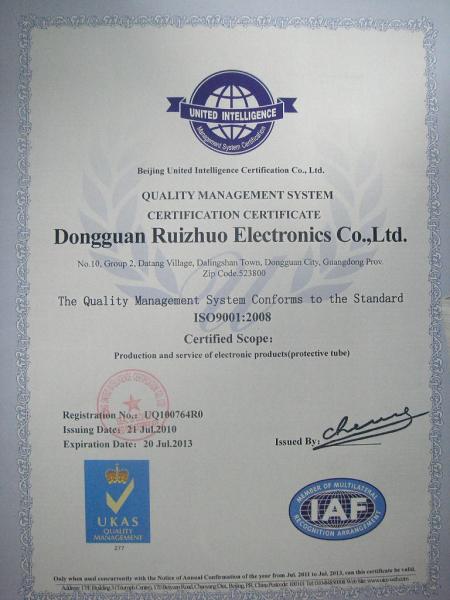 UNITED INTELLIGENCE
Management System Certification
Beijing United Intelligence Certification Co., Ltd.
QUALITY MANAGEMENT SYSTEM
CERTIFICATION CERTIFICATE
Dongguan Ruizhuo Electronics Co.,Ltd.
No.10, Group 2, Datang Village, Dalingshan Town, Dongguan City, Guangdong Prov.
Zip Code.523800
The Quality Management System Conforms to the Standard
ISO9001:2008
Certified Scope:
Production and service of electronic products(protective tube)
Registration No.: UQ100764R0
Issuing Date: 21 Jul,2010
Expiration Date: 20 Jul.2013
Issued By:
UKAS
QUALITY
MANAGEMENT
277
MEMBER OF MULTILATERAL
IAF
RECOGNITION ARRANGEMENT
Only when used concurrently with the Notice of Annual Confirmation of the year from Jul. 2011 to Jul. 2013, can this certificate be valid.